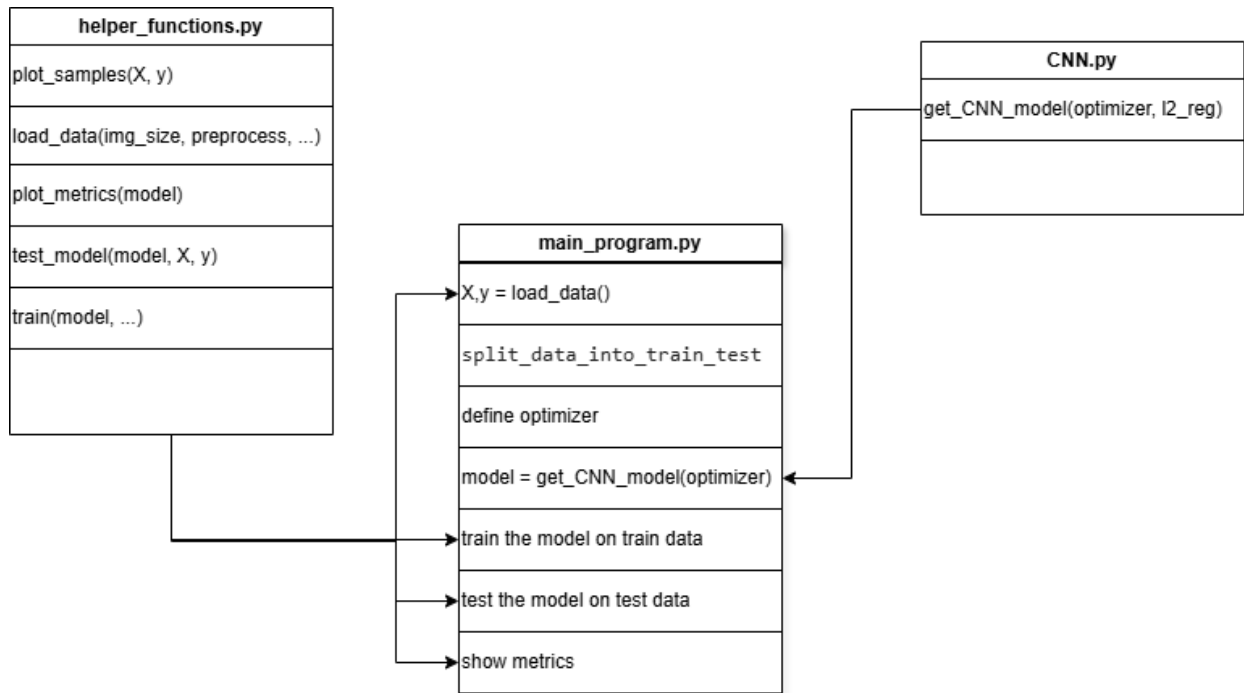 helper_functions.py
plot_samples(X, y)
load_data(img_size, preprocess, ...)
plot_metrics(model)
test_model(model, X, y)
train(model, ...)
CNN.py
get_CNN_model(optimizer, l2_reg)
main_program.py
X,y = load_data()
split_data_into_train_test
define optimizer
model = get_CNN_model(optimizer)
train the model on train data
test the model on test data
show metrics